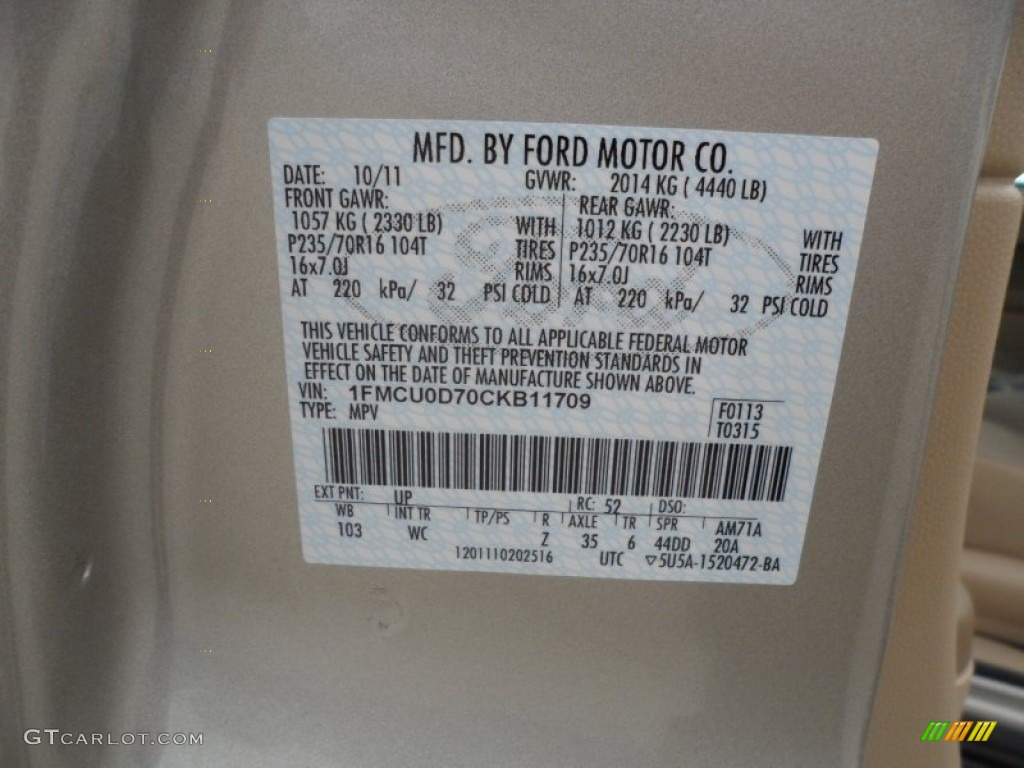 MFD. BY FORD MOTOR CO.
DATE: 10/11 GVWR: 2014 KG ( 4440 LB)
FRONT GAWR: REAR GAWR:
1057 KG ( 2330 LB) WITH 1012 KG ( 2230 LB) WITH
P235/70R16 104T TIRES P235/70R16 104T TIRES
16x7.0J RIMS 16x7.0J RIMS
AT 220 kPa/ 32 PSI COLD AT 220 kPa/ 32 PSI COLD
THIS VEHICLE CONFORMS TO ALL APPLICABLE FEDERAL MOTOR
VEHICLE SAFETY AND THEFT PREVENTION STANDARDS IN
EFFECT ON THE DATE OF MANUFACTURE SHOWN ABOVE.
VIN: 1FMCU0D70CKB11709 F0113
TYPE: MPV T0315
EXT PNT: UP RC: 52 DSO:
WB INT TR TP/PS R AXLE TR SPR AM71A
103 WC Z 35 6 44DD 20A
1201110202516 UTC ▽5U5A-1520472-BA
GTCARLOT.COM